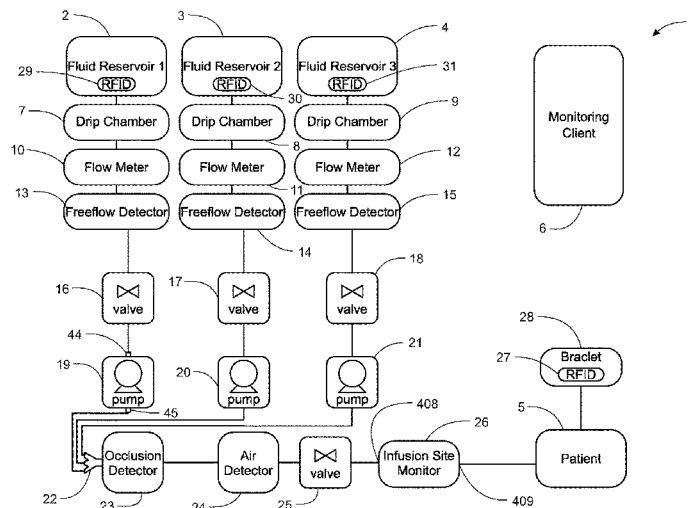 2 3 4
Fluid Reservoir 1 Fluid Reservoir 2 Fluid Reservoir 3
29 RFID RFID 30 RFID 31
7 Drip Chamber Drip Chamber Drip Chamber 9
8
10 Flow Meter Flow Meter Flow Meter 12
11
13 Freeflow Detector Freeflow Detector Freeflow Detector 15
14
Monitoring
Client
6
16 valve 17 valve 18 valve
44
19 pump 20 pump 21 pump
45
28
Braclet
27 RFID
5
Patient
22
Occlusion
Detector
23
Air
Detector
24
valve
25
408
26
Infusion Site
Monitor
409